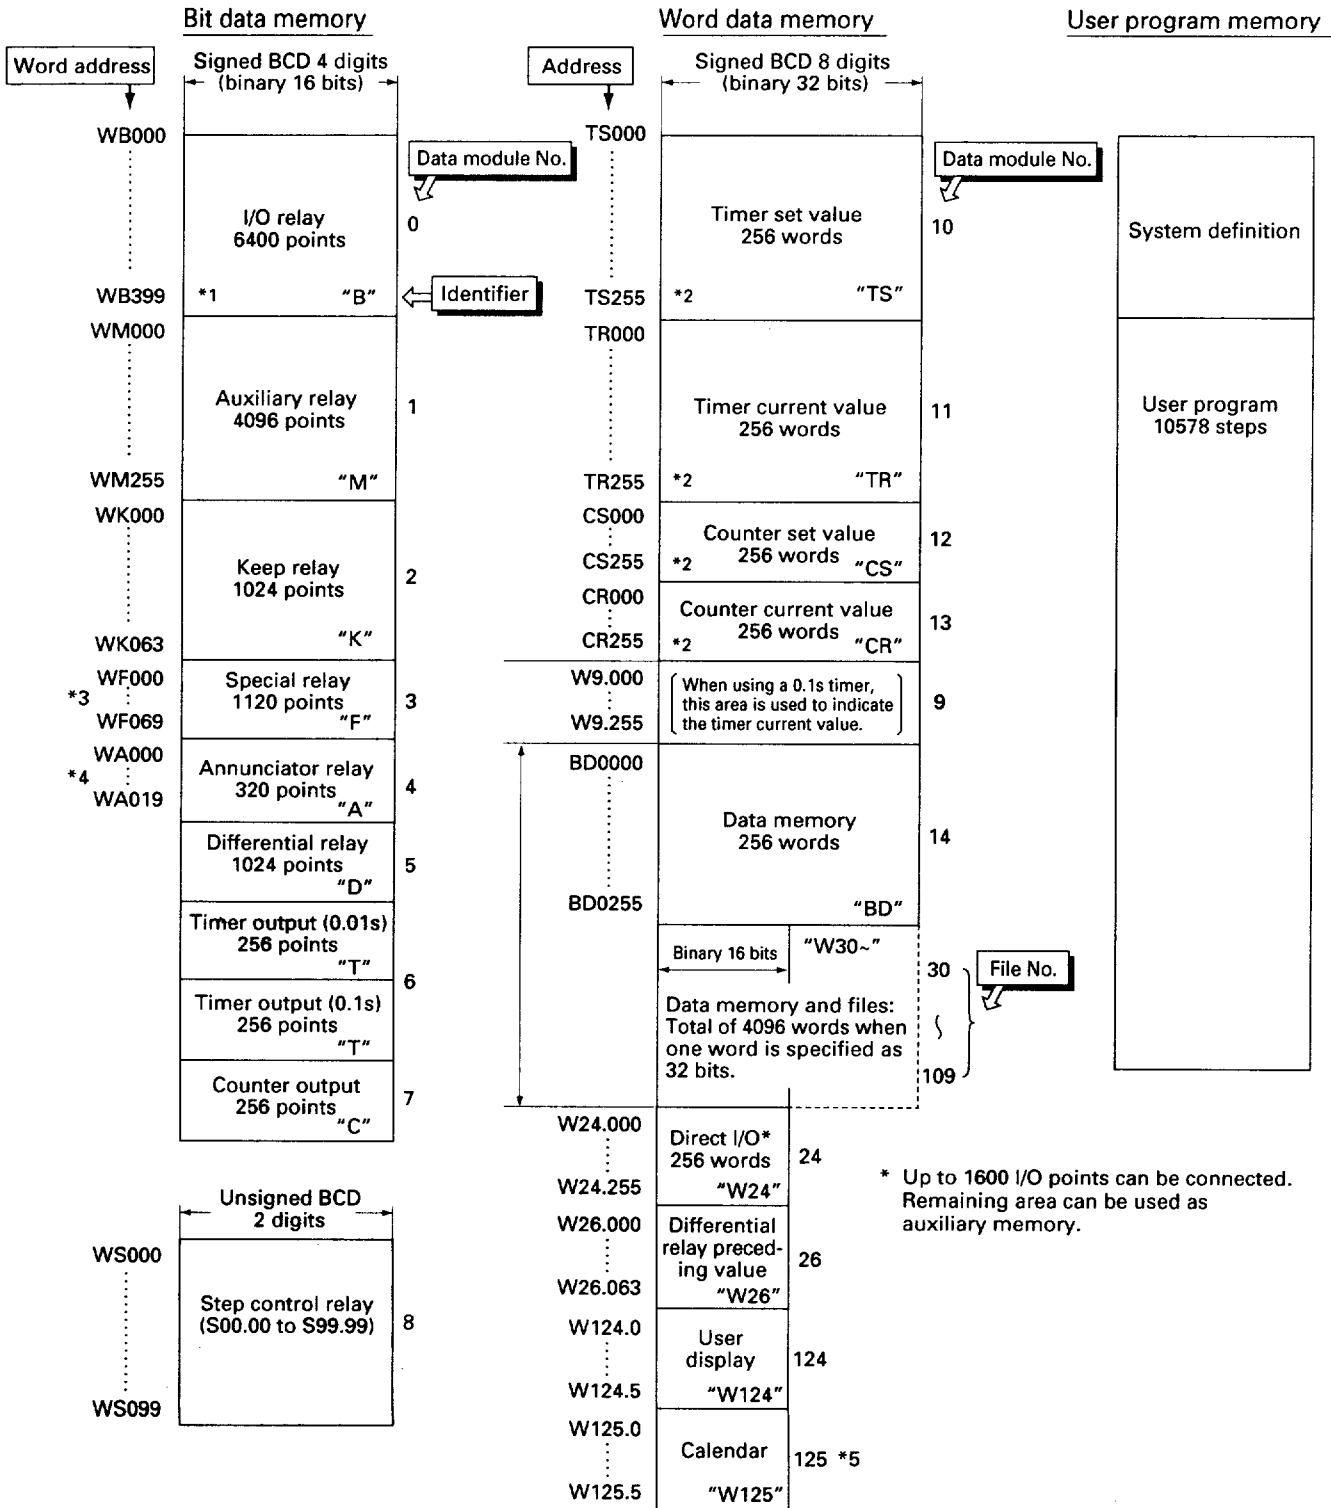 Bit data memory
Word address
Signed BCD 4 digits
(binary 16 bits)
WB000
WB399
I/O relay
6400 points
*1 "B"
Data module No.
0
Identifier
WM000
WM255
Auxiliary relay
4096 points
"M"
1
WK000
WK063
Keep relay
1024 points
"K"
2
*3
WF000
WF069
Special relay
1120 points
"F"
3
*4
WA000
WA019
Annunciator relay
320 points
"A"
4
Differential relay
1024 points
"D"
5
Timer output (0.01s)
256 points
"T"
6
Timer output (0.1s)
256 points
"T"
Counter output
256 points
"C"
7
Unsigned BCD
2 digits
WS000
WS099
Step control relay
(S00.00 to S99.99)
8
Word data memory
Address
Signed BCD 8 digits
(binary 32 bits)
TS000
TS255
Timer set value
256 words
*2 "TS"
Data module No.
10
TR000
TR255
Timer current value
256 words
*2 "TR"
11
CS000
CS255
Counter set value
256 words
*2 "CS"
12
CR000
CR255
Counter current value
256 words
*2 "CR"
13
W9.000
W9.255
When using a 0.1s timer,
this area is used to indicate
the timer current value.
9
BD0000
BD0255
Data memory
256 words
"BD"
14
Binary 16 bits
"W30~"
30
109
File No.
Data memory and files:
Total of 4096 words when
one word is specified as
32 bits.
W24.000
W24.255
Direct I/O*
256 words
"W24"
24
W26.000
W26.063
Differential
relay preced-
ing value
"W26"
26
W124.0
W124.5
User
display
"W124"
124
W125.0
W125.5
Calendar
"W125"
125 *5
User program memory
System definition
User program
10578 steps
* Up to 1600 I/O points can be connected.
Remaining area can be used as
auxiliary memory.